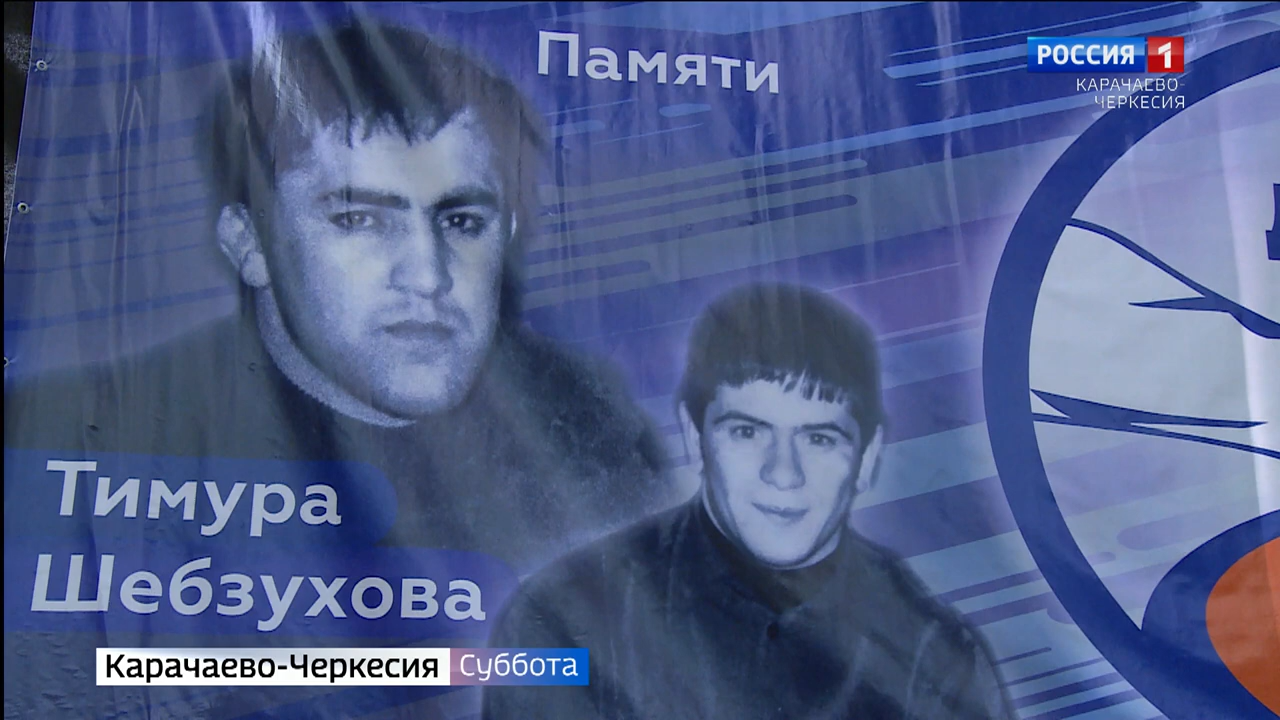 Памяти
РОССИЯ 1
КАРАЧАЕВО-
ЧЕРКЕСИЯ
Тимура
Шебзухова
Карачаево-Черкесия Суббота